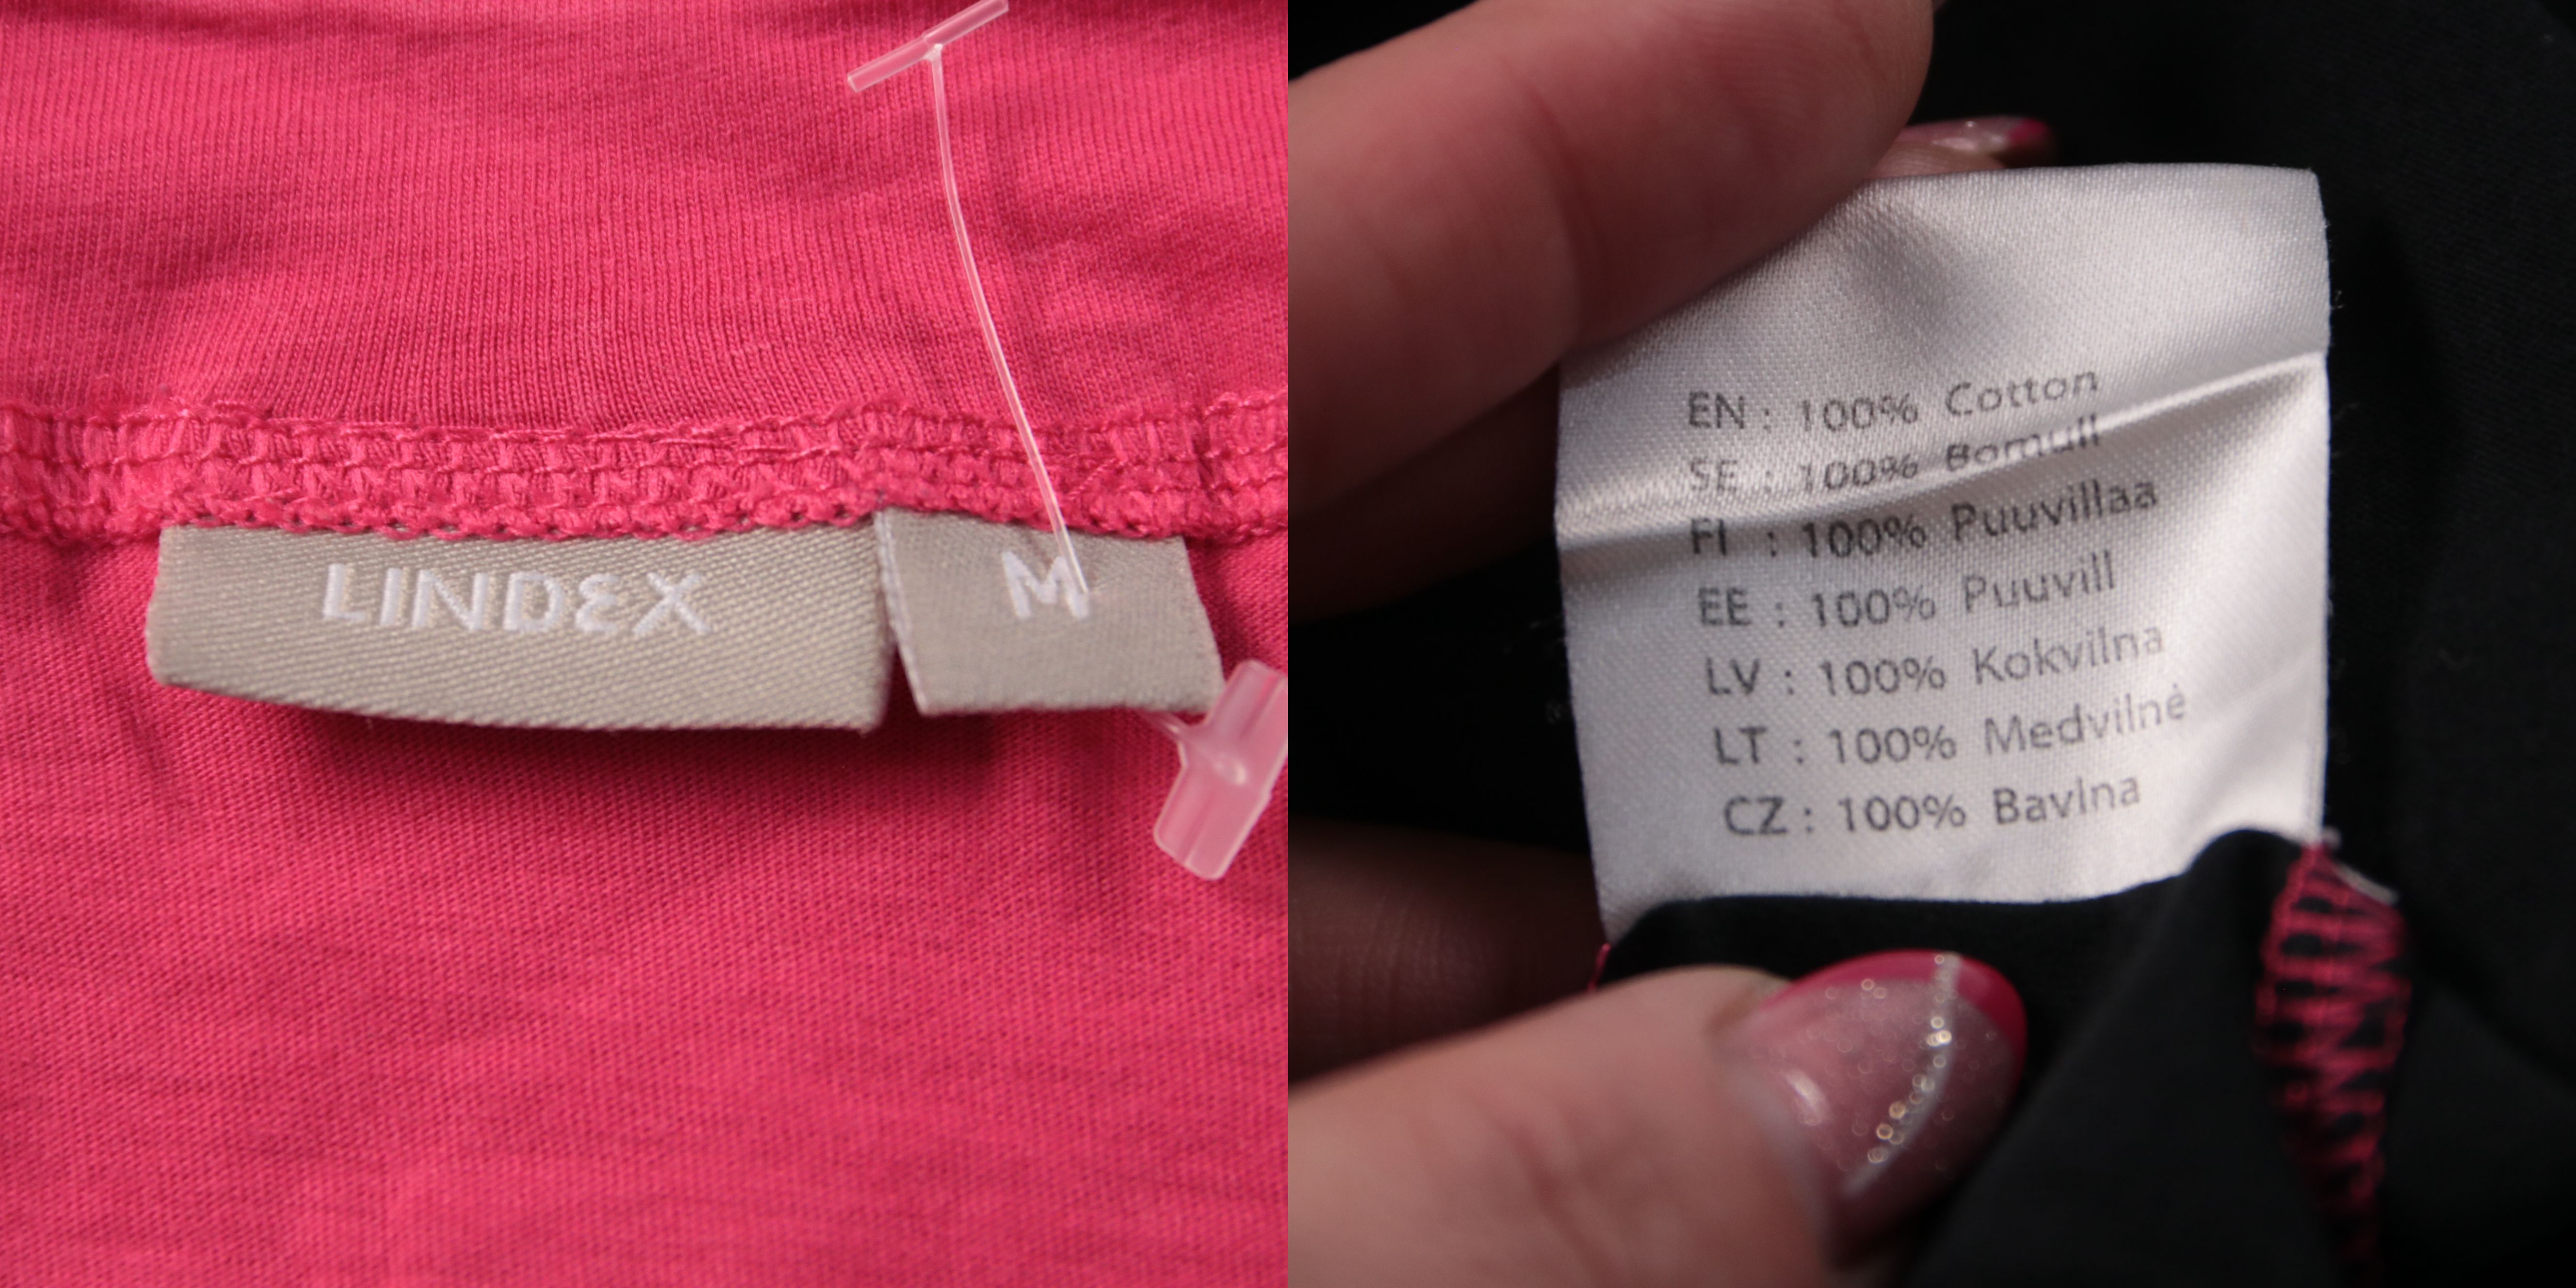 LINDEX
M
EN : 100% Cotton
SE : 100% Bomull
FI : 100% Puuvillaa
EE : 100% Puuvill
LV : 100% Kokvilna
LT : 100% Medvilnė
CZ : 100% Bavlna